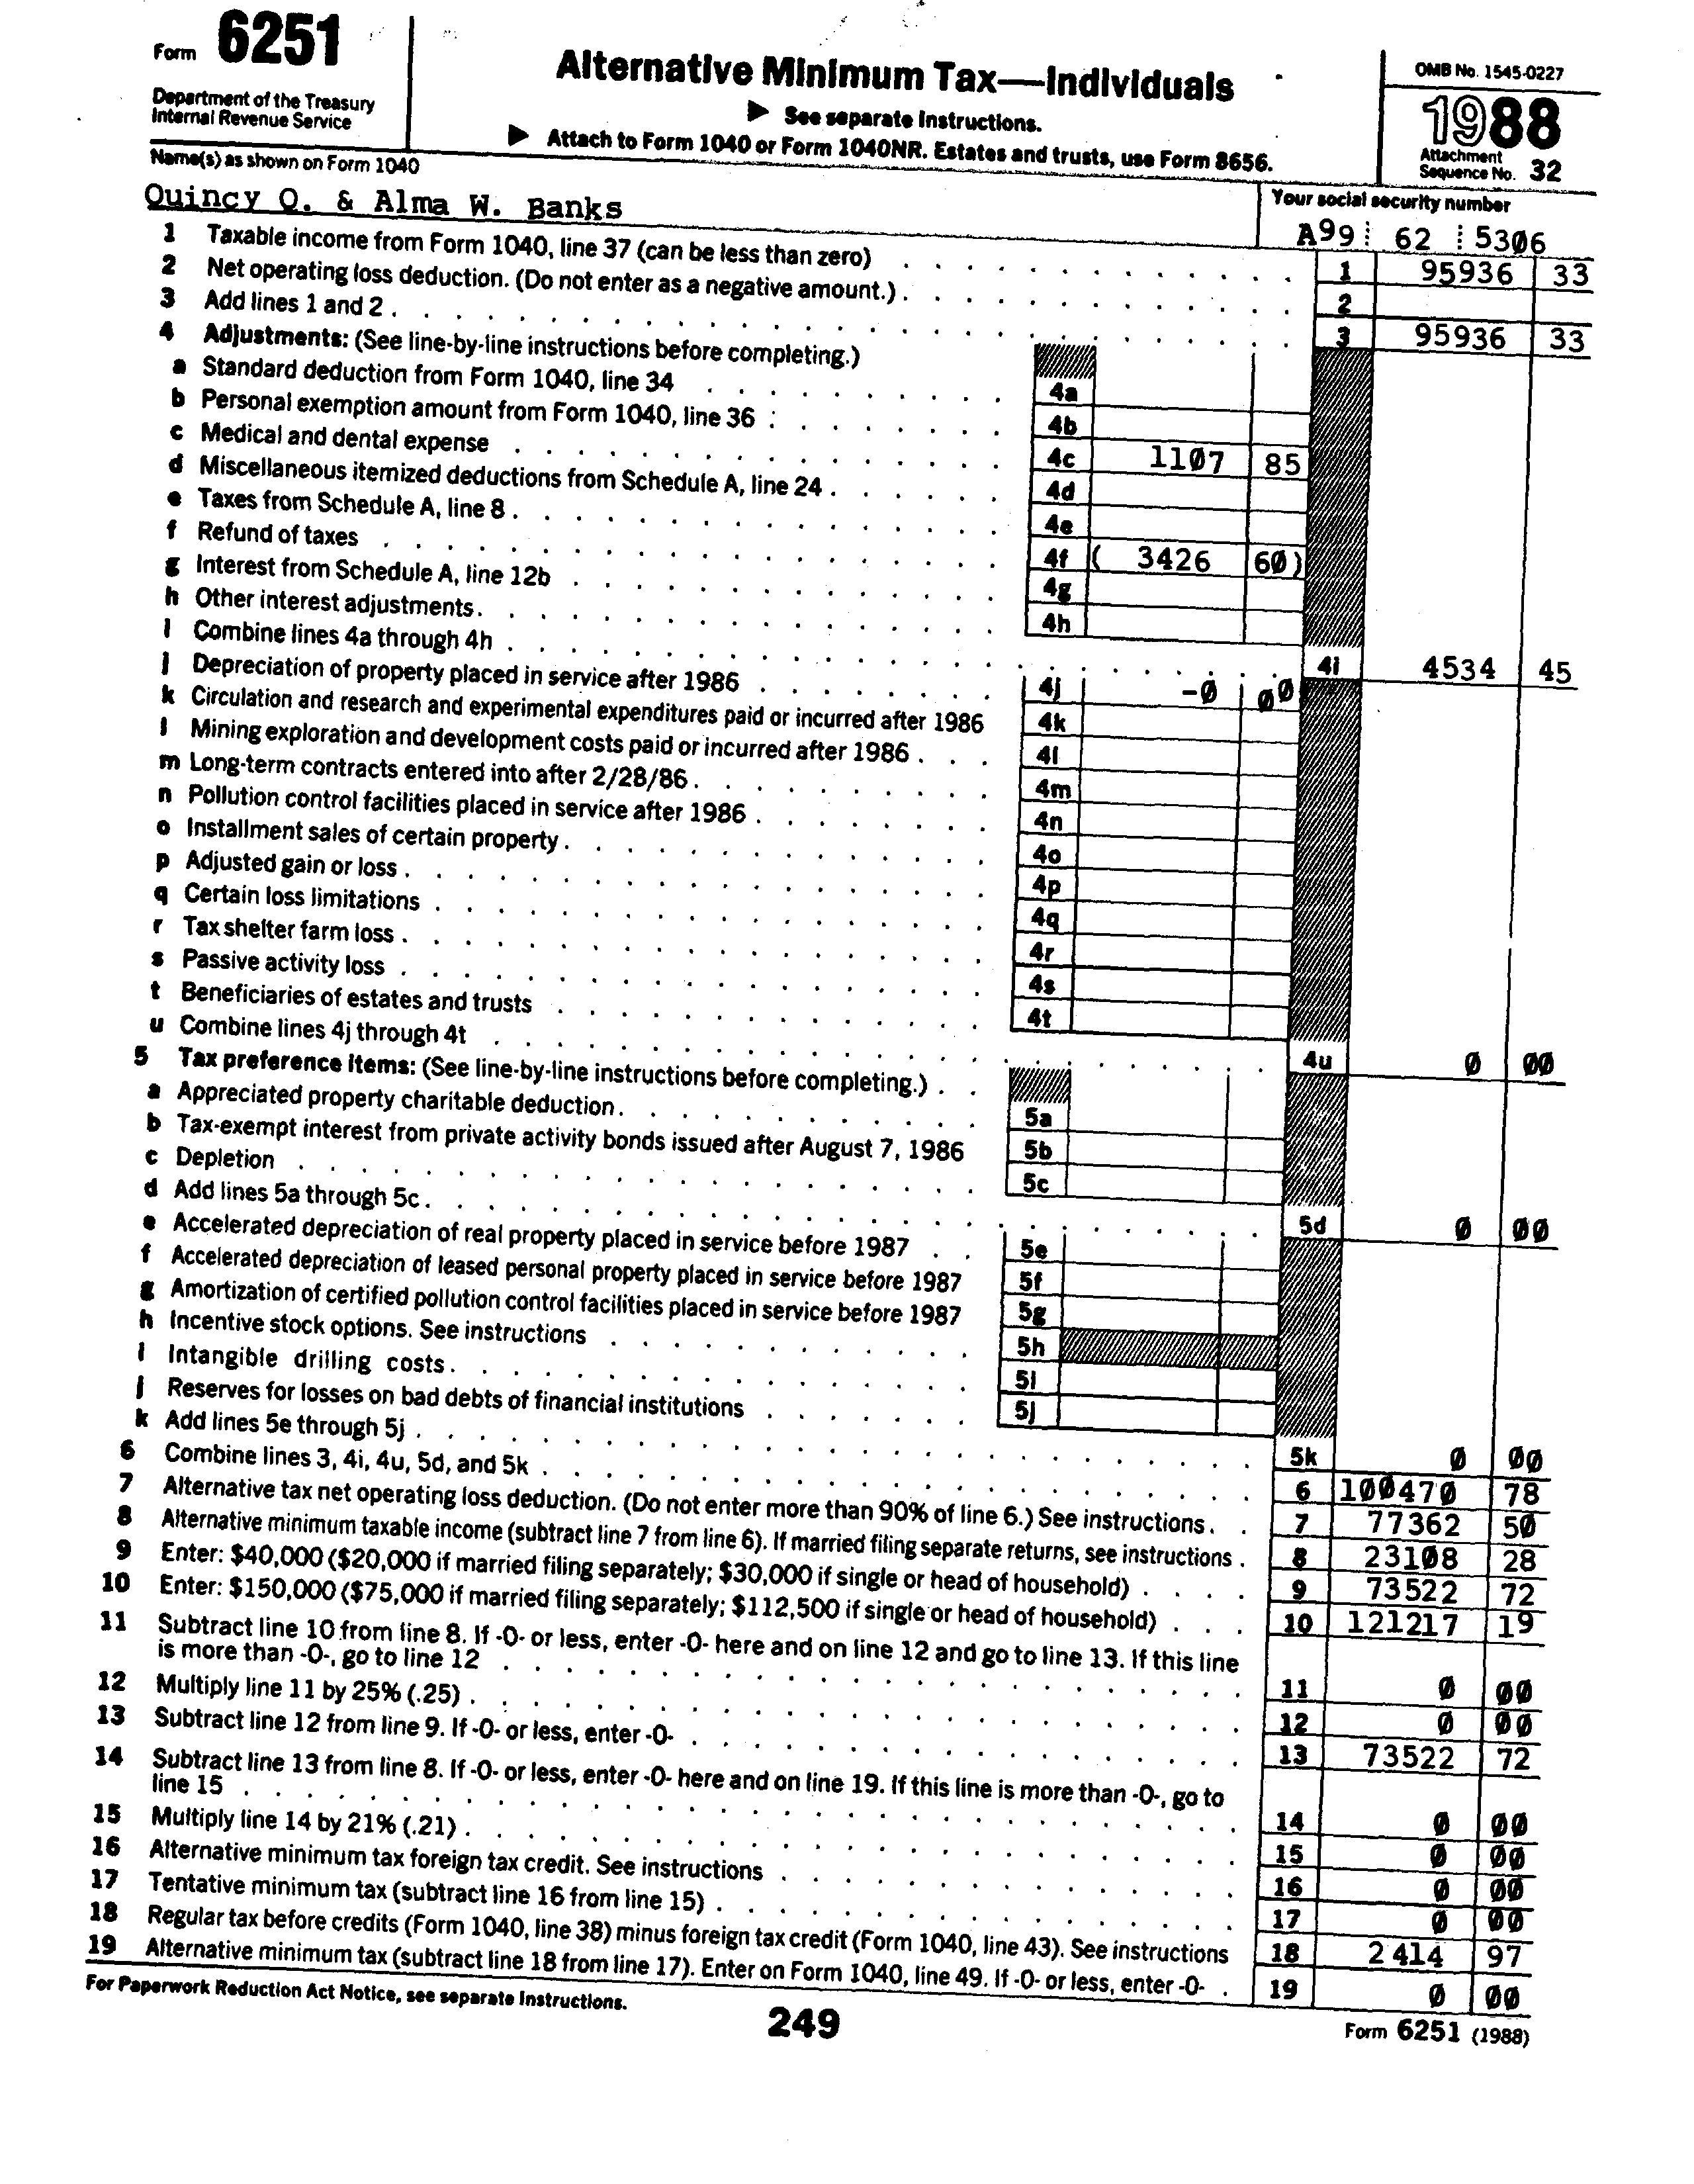 Form 6251
Department of the Treasury
Internal Revenue Service
Alternative Minimum Tax—Individuals
▶ See separate Instructions.
▶ Attach to Form 1040 or Form 1040NR. Estates and trusts, use Form 8656.
OMB No. 1545-0227
1988
Attachment
Sequence No. 32
Name(s) as shown on Form 1040
Your social security number
Quincy Q. & Alma W. Banks
A99 62 5306
1 Taxable income from Form 1040, line 37 (can be less than zero) 1 95936 33
2 Net operating loss deduction. (Do not enter as a negative amount.) 2
3 Add lines 1 and 2 3 95936 33
4 Adjustments: (See line-by-line instructions before completing.)
a Standard deduction from Form 1040, line 34 4a
b Personal exemption amount from Form 1040, line 36 4b
c Medical and dental expense 4c 1107 85
d Miscellaneous itemized deductions from Schedule A, line 24 4d
e Taxes from Schedule A, line 8 4e
f Refund of taxes 4f ( 3426 60)
g Interest from Schedule A, line 12b 4g
h Other interest adjustments 4h
i Combine lines 4a through 4h 4i 4534 45
j Depreciation of property placed in service after 1986 4j -0 00
k Circulation and research and experimental expenditures paid or incurred after 1986 4k
l Mining exploration and development costs paid or incurred after 1986 4l
m Long-term contracts entered into after 2/28/86 4m
n Pollution control facilities placed in service after 1986 4n
o Installment sales of certain property 4o
p Adjusted gain or loss 4p
q Certain loss limitations 4q
r Tax shelter farm loss 4r
s Passive activity loss 4s
t Beneficiaries of estates and trusts 4t
u Combine lines 4j through 4t 4u 0 00
5 Tax preference items: (See line-by-line instructions before completing.)
a Appreciated property charitable deduction 5a
b Tax-exempt interest from private activity bonds issued after August 7, 1986 5b
c Depletion 5c
d Add lines 5a through 5c 5d 0 00
e Accelerated depreciation of real property placed in service before 1987 5e
f Accelerated depreciation of leased personal property placed in service before 1987 5f
g Amortization of certified pollution control facilities placed in service before 1987 5g
h Incentive stock options. See instructions 5h
i Intangible drilling costs 5i
j Reserves for losses on bad debts of financial institutions 5j
k Add lines 5e through 5j 5k 0 00
6 Combine lines 3, 4i, 4u, 5d, and 5k 6 100470 78
7 Alternative tax net operating loss deduction. (Do not enter more than 90% of line 6.) See instructions 7 77362 50
8 Alternative minimum taxable income (subtract line 7 from line 6). If married filing separate returns, see instructions 8 23108 28
9 Enter: $40,000 ($20,000 if married filing separately; $30,000 if single or head of household) 9 73522 72
10 Enter: $150,000 ($75,000 if married filing separately; $112,500 if single or head of household) 10 121217 19
11 Subtract line 10 from line 8. If -0- or less, enter -0- here and on line 12 and go to line 13. If this line
is more than -0-, go to line 12 11 0 00
12 Multiply line 11 by 25% (.25) 12 0 00
13 Subtract line 12 from line 9. If -0- or less, enter -0- 13 73522 72
14 Subtract line 13 from line 8. If -0- or less, enter -0- here and on line 19. If this line is more than -0-, go to
line 15 14 0 00
15 Multiply line 14 by 21% (.21) 15 0 00
16 Alternative minimum tax foreign tax credit. See instructions 16 0 00
17 Tentative minimum tax (subtract line 16 from line 15) 17 0 00
18 Regular tax before credits (Form 1040, line 38) minus foreign tax credit (Form 1040, line 43). See instructions 18 2414 97
19 Alternative minimum tax (subtract line 18 from line 17). Enter on Form 1040, line 49. If -0- or less, enter -0- 19 0 00
For Paperwork Reduction Act Notice, see separate Instructions.
249
Form 6251 (1988)